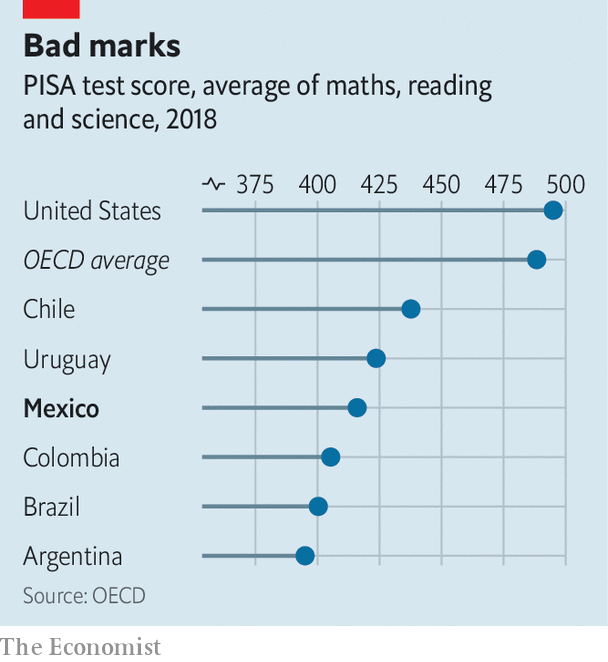 Bad marks
PISA test score, average of maths, reading
and science, 2018
375 400 425 450 475 500
United States
OECD average
Chile
Uruguay
Mexico
Colombia
Brazil
Argentina
Source: OECD
The Economist